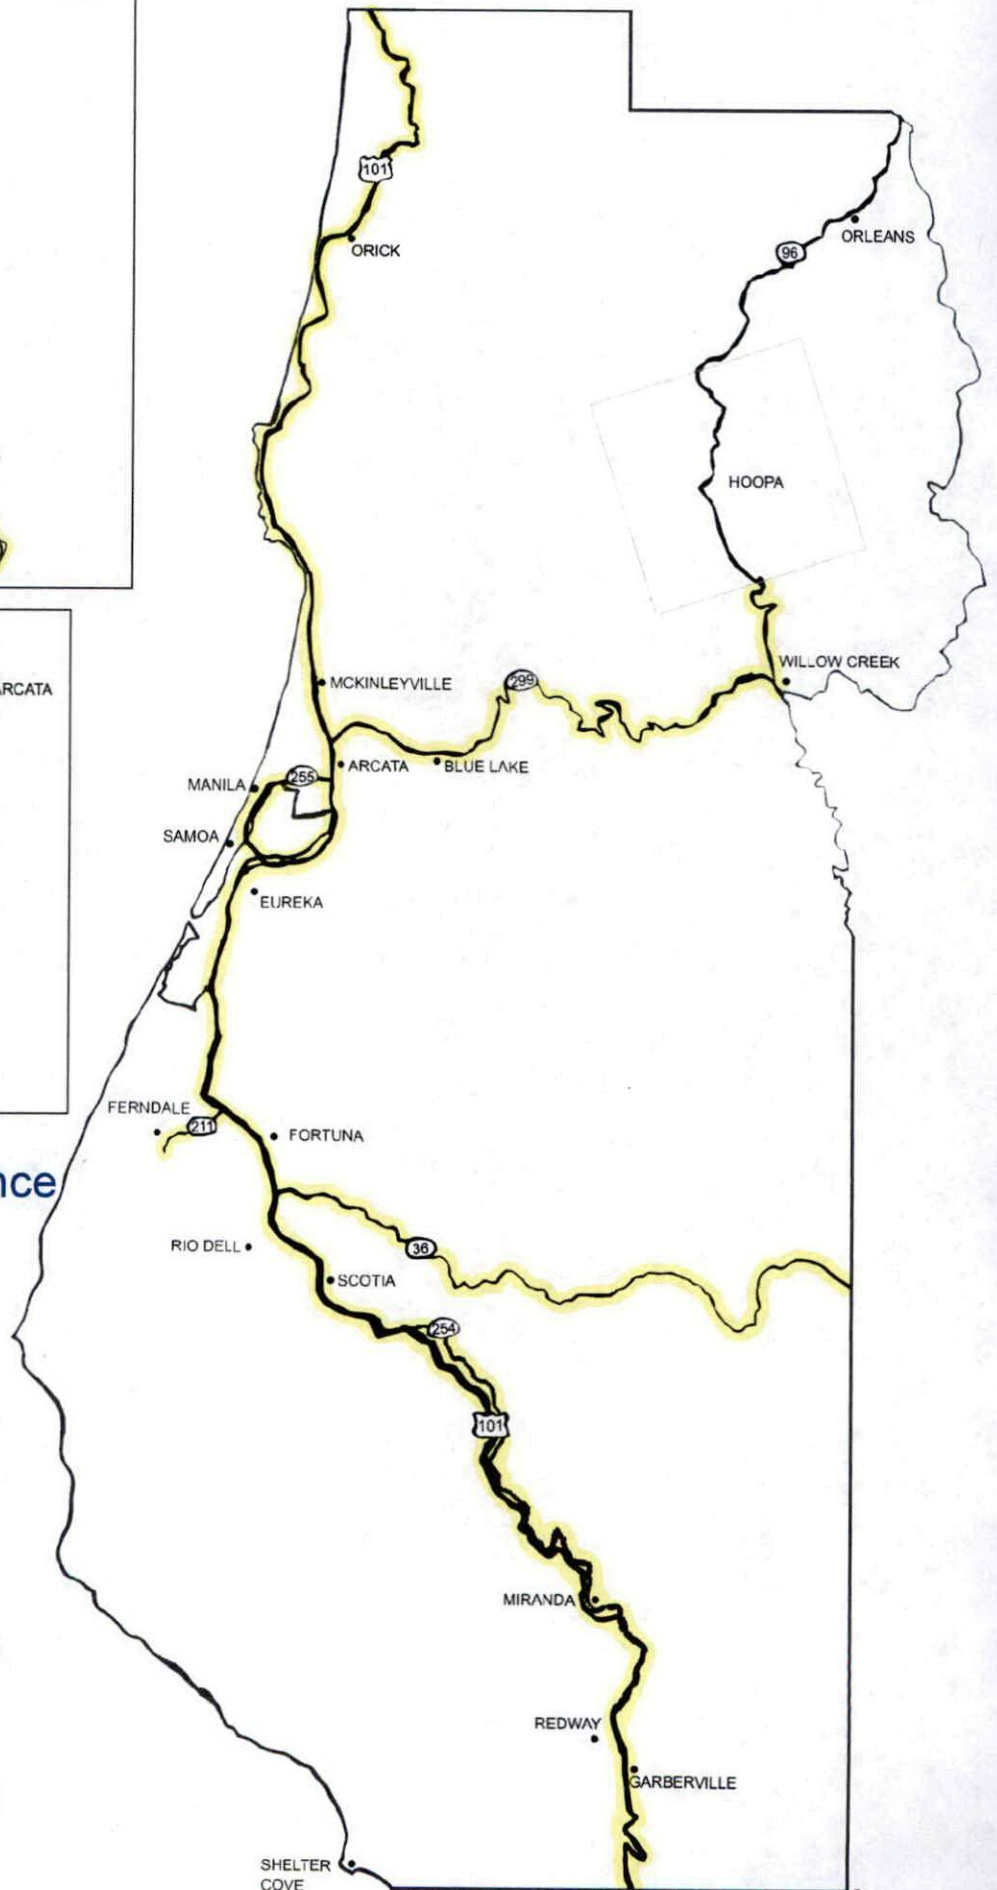 101
ORICK
ORLEANS
96
HOOPA
WILLOW CREEK
299
MCKINLEYVILLE
ARCATA
ARCATA
BLUE LAKE
255
MANILA
SAMOA
EUREKA
FERNDALE
211
FORTUNA
nce
36
RIO DELL
SCOTIA
254
101
MIRANDA
REDWAY
GARBERVILLE
SHELTER
COVE